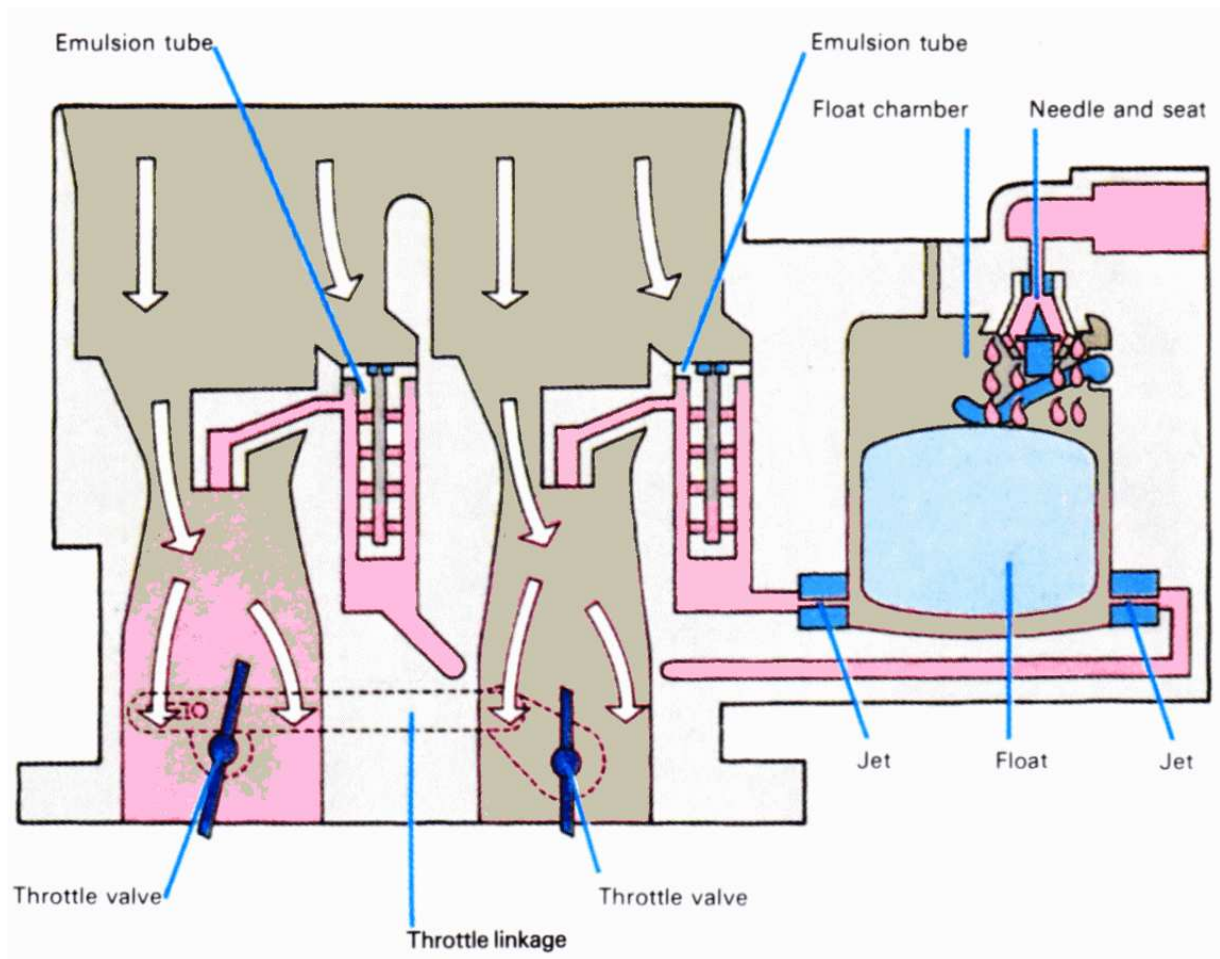 Emulsion tube
Emulsion tube
Float chamber
Needle and seat
Jet
Float
Jet
Throttle valve
Throttle valve
Throttle linkage